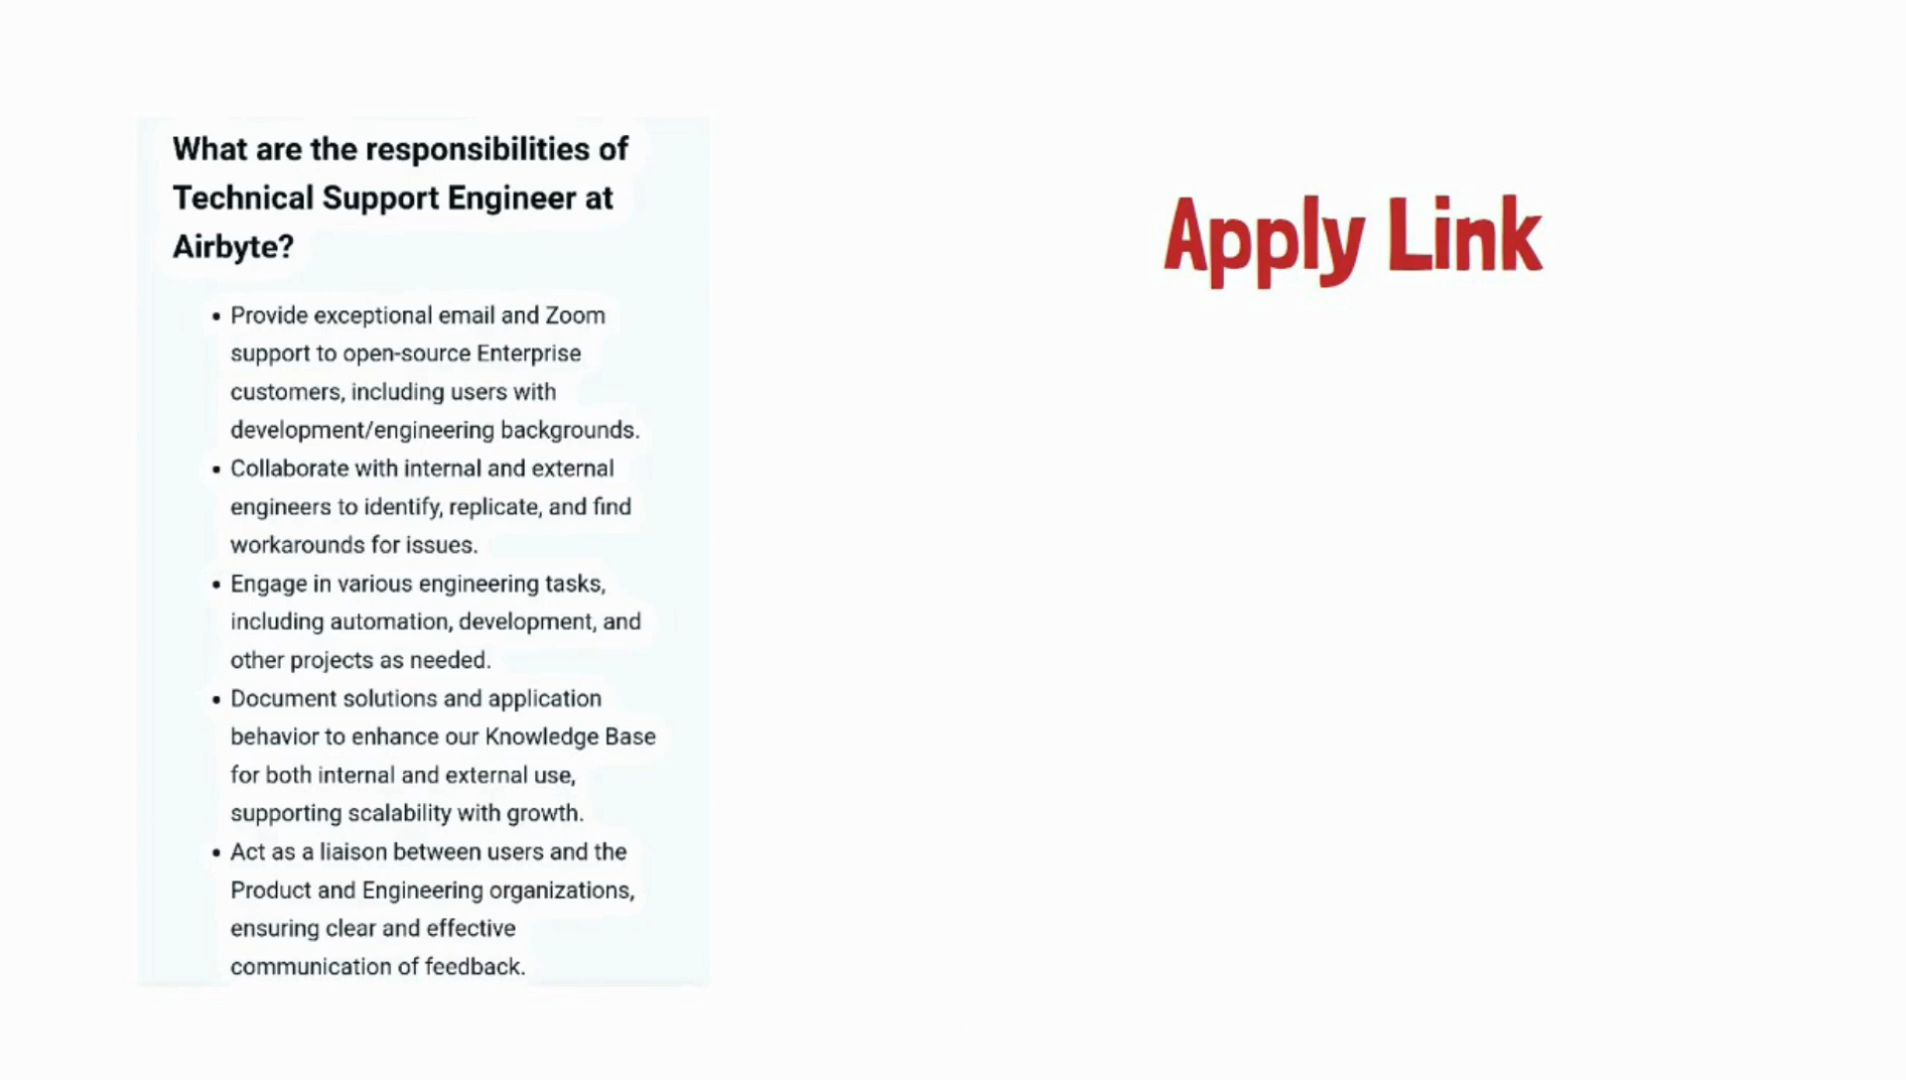 What are the responsibilities of
Technical Support Engineer at
Airbyte?
• Provide exceptional email and Zoom
support to open-source Enterprise
customers, including users with
development/engineering backgrounds.
• Collaborate with internal and external
engineers to identify, replicate, and find
workarounds for issues.
• Engage in various engineering tasks,
including automation, development, and
other projects as needed.
• Document solutions and application
behavior to enhance our Knowledge Base
for both internal and external use,
supporting scalability with growth.
• Act as a liaison between users and the
Product and Engineering organizations,
ensuring clear and effective
communication of feedback.
Apply Link